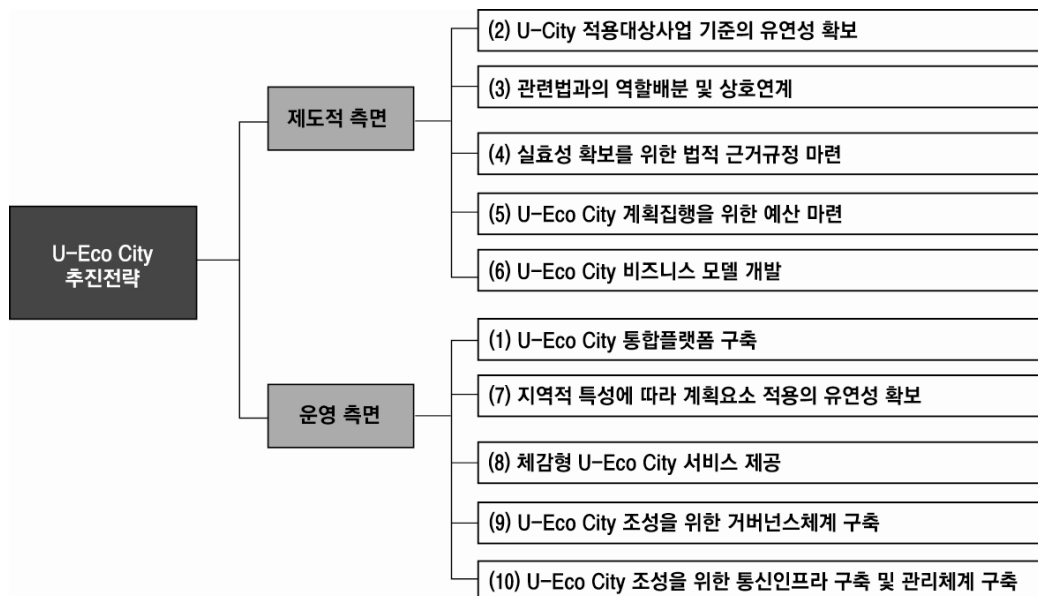 U-Eco City
추진전략
제도적 측면
(2) U-City 적용대상사업 기준의 유연성 확보
(3) 관련법과의 역할배분 및 상호연계
(4) 실효성 확보를 위한 법적 근거규정 마련
(5) U-Eco City 계획집행을 위한 예산 마련
(6) U-Eco City 비즈니스 모델 개발
운영 측면
(1) U-Eco City 통합플랫폼 구축
(7) 지역적 특성에 따라 계획요소 적용의 유연성 확보
(8) 체감형 U-Eco City 서비스 제공
(9) U-Eco City 조성을 위한 거버넌스체계 구축
(10) U-Eco City 조성을 위한 통신인프라 구축 및 관리체계 구축